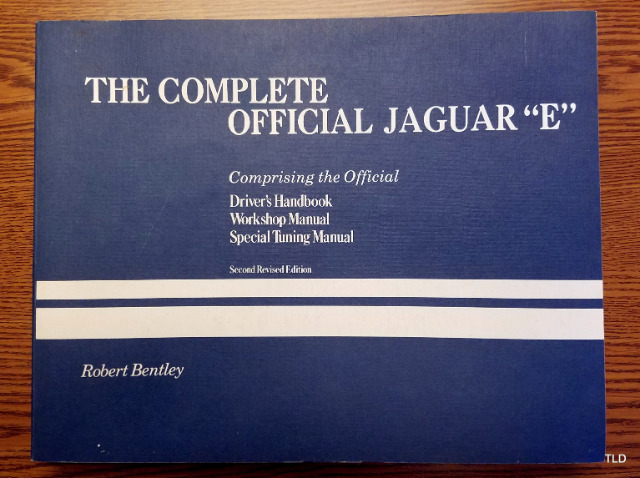 THE COMPLETE
OFFICIAL JAGUAR “E”
Comprising the Official
Driver's Handbook
Workshop Manual
Special Tuning Manual
Second Revised Edition
Robert Bentley
TLD